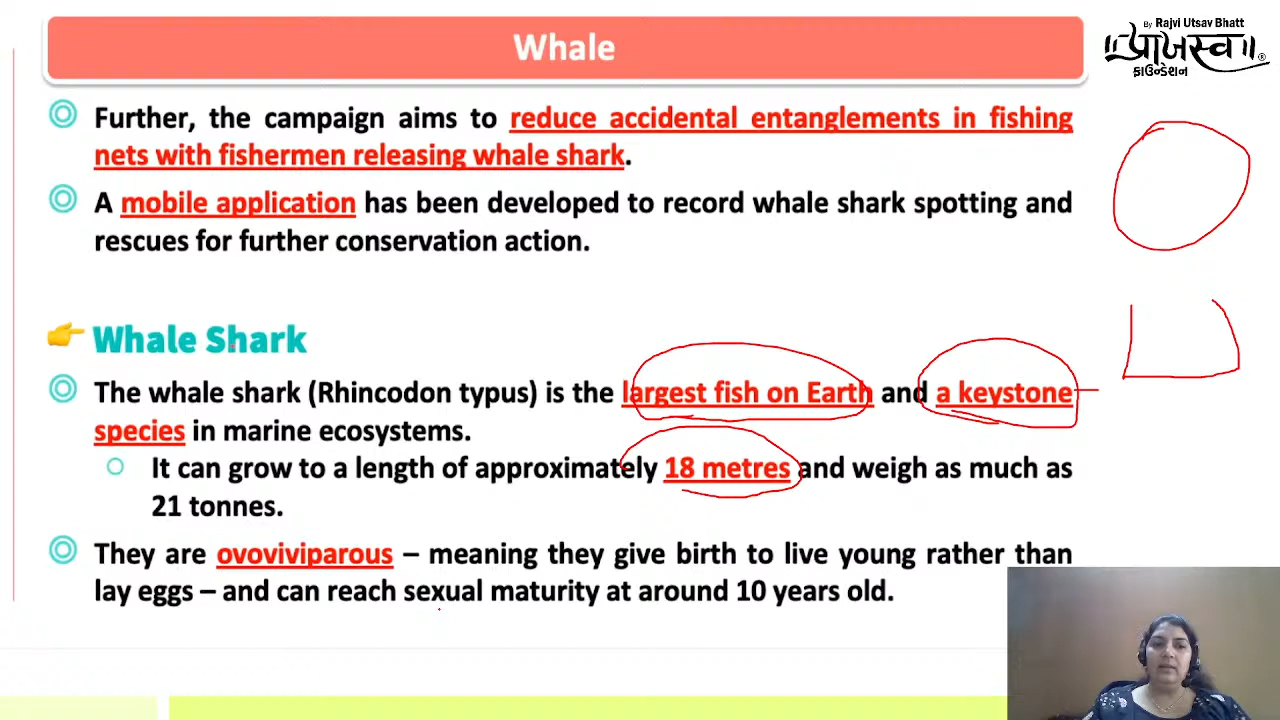 Whale
By Rajvi Utsav Bhatt
॥प्राजस्व॥®
ફાઉન્ડેશન
Further, the campaign aims to reduce accidental entanglements in fishing
nets with fishermen releasing whale shark.
A mobile application has been developed to record whale shark spotting and
rescues for further conservation action.
Whale Shark
The whale shark (Rhincodon typus) is the largest fish on Earth and a keystone
species in marine ecosystems.
It can grow to a length of approximately 18 metres and weigh as much as
21 tonnes.
They are ovoviviparous – meaning they give birth to live young rather than
lay eggs – and can reach sexual maturity at around 10 years old.